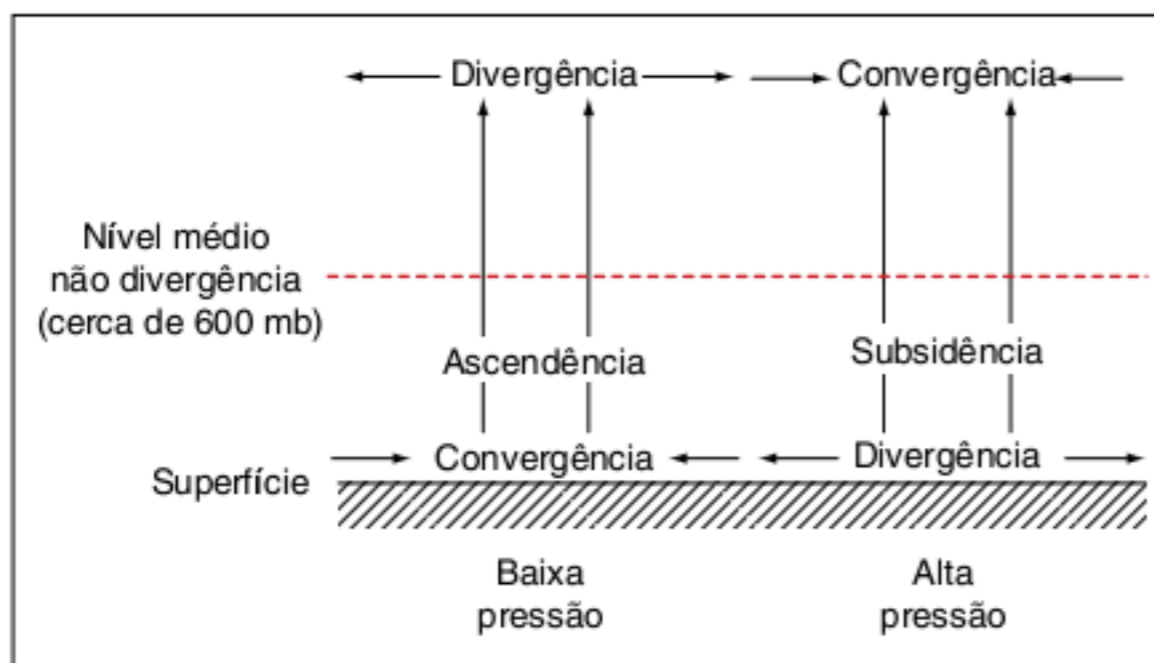 Divergência
Convergência
Nível médio
não divergência
(cerca de 600 mb)
Ascendência
Subsidência
Convergência
Divergência
Superfície
Baixa
pressão
Alta
pressão